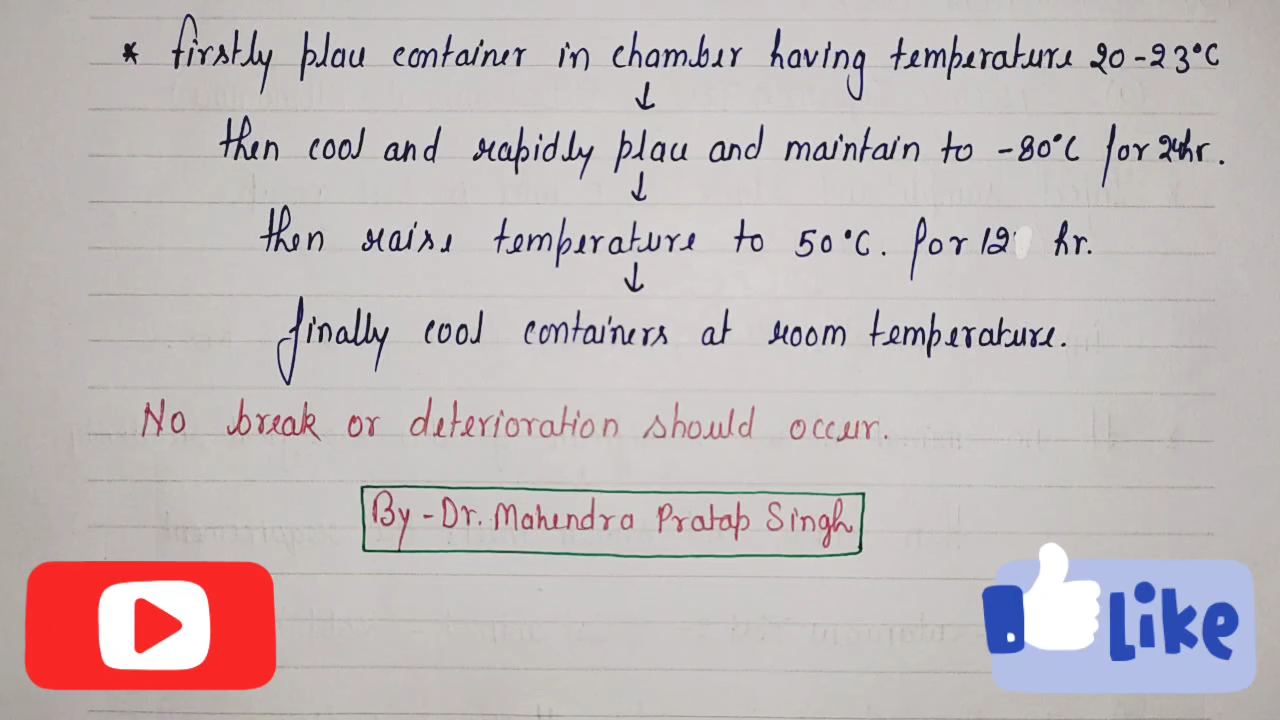 * firstly place container in chamber having temperature 20-23°C
↓
then cool and rapidly place and maintain to -80°C for 24hr.
↓
then raise temperature to 50°C. for 12 hr.
↓
finally cool containers at room temperature.
No break or deterioration should occur.
By - Dr. Mahendra Pratap Singh
Like